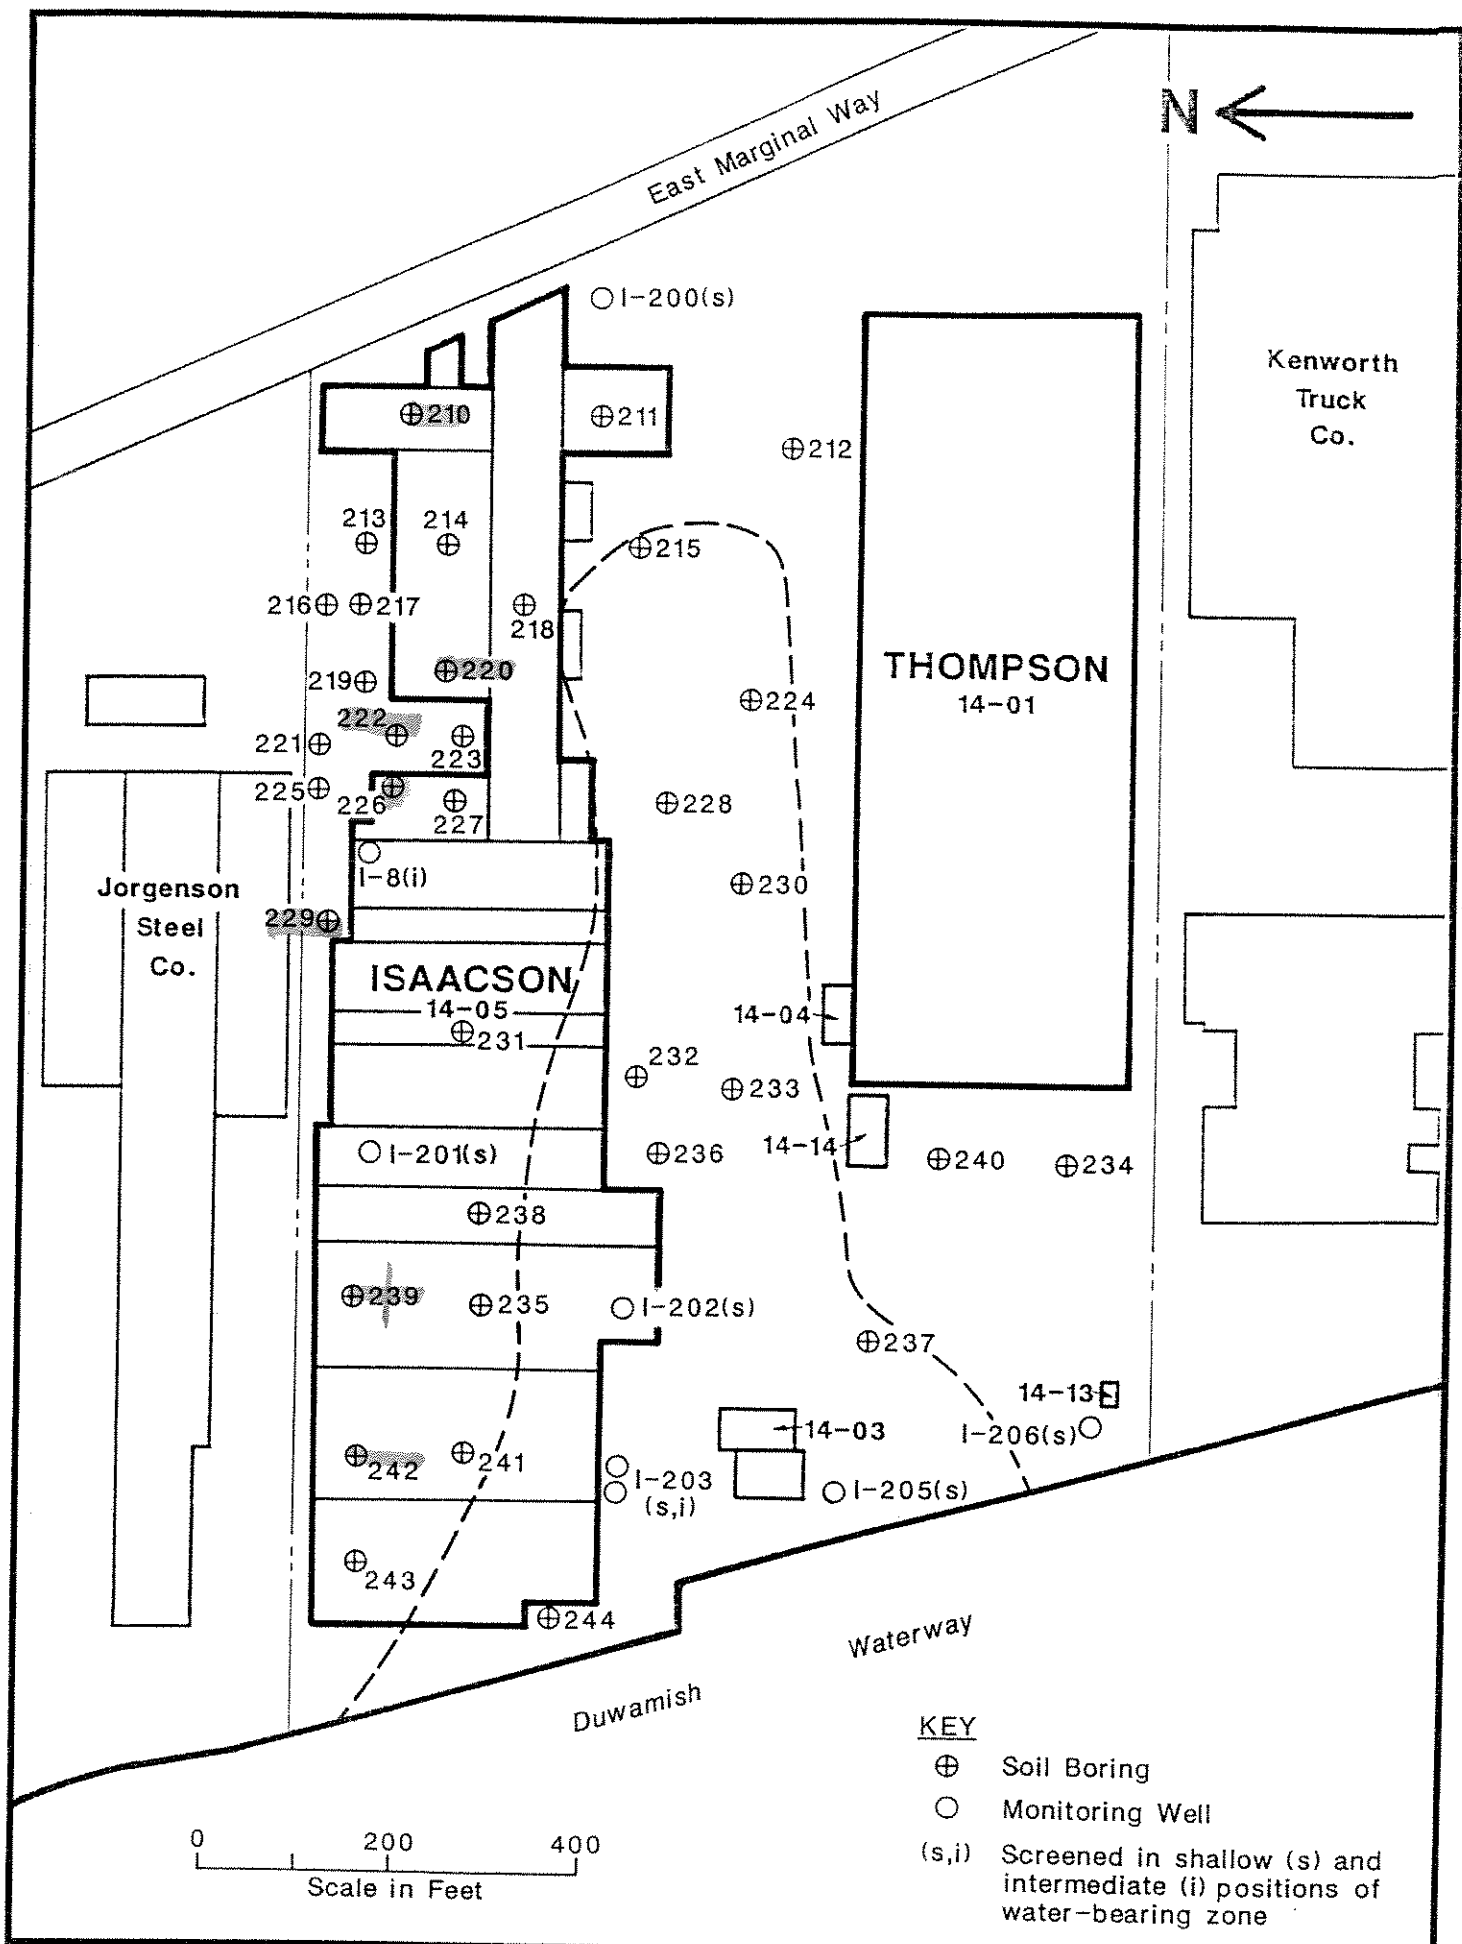 N
East Marginal Way
I-200(s)
Kenworth
Truck
Co.
210
211
212
213
214
215
216
217
218
THOMPSON
14-01
219
220
224
222
221
223
225
226
227
228
I-8(i)
230
Jorgenson
Steel
Co.
229
ISAACSON
14-05
14-04
231
232
233
14-14
I-201(s)
236
240
234
238
239
235
I-202(s)
237
14-13
14-03
I-206(s)
242
241
I-203
(s,i)
I-205(s)
243
244
Waterway
Duwamish
KEY
Soil Boring
Monitoring Well
(s,i) Screened in shallow (s) and
intermediate (i) positions of
water-bearing zone
0 200 400
Scale in Feet